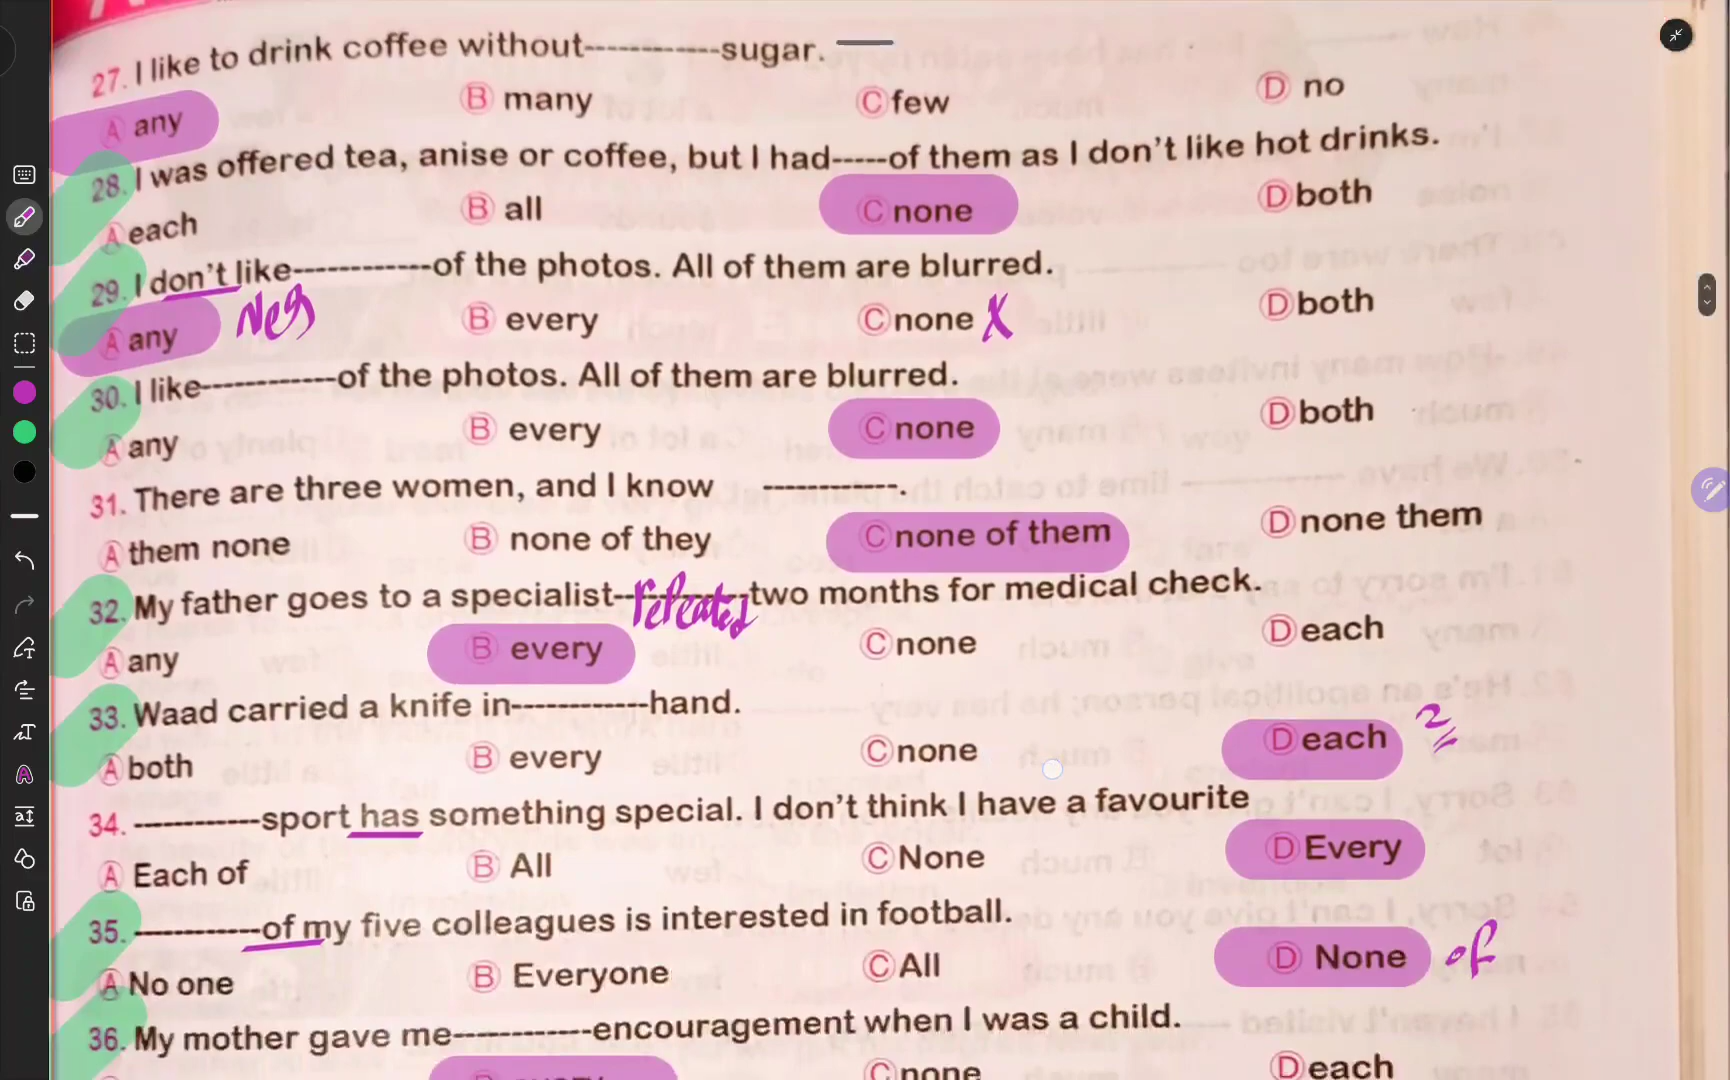 27. I like to drink coffee without------------sugar.
A any B many C few D no
28. I was offered tea, anise or coffee, but I had-----of them as I don't like hot drinks.
A each B all C none D both
29. I don't like------------of the photos. All of them are blurred.
Neg
A any B every C none X D both
30. I like------------of the photos. All of them are blurred.
A any B every C none D both
31. There are three women, and I know ------------.
A them none B none of they C none of them D none them
32. My father goes to a specialist------------two months for medical check.
repeated
A any B every C none D each
33. Waad carried a knife in------------hand.
A both B every C none D each 2
34. ------------sport has something special. I don't think I have a favourite
A Each of B All C None D Every
35. ------------of my five colleagues is interested in football.
A No one B Everyone C All D None of
36. My mother gave me------------encouragement when I was a child.
C none D each